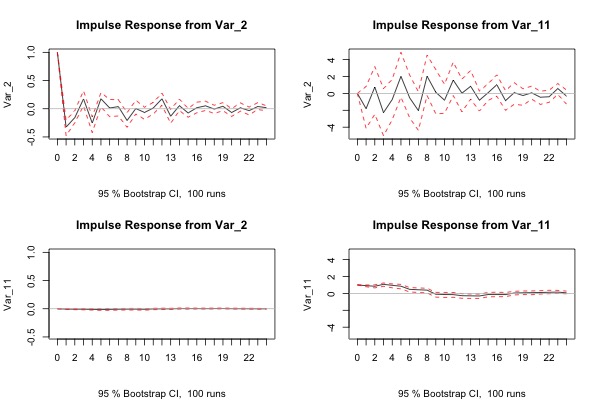 Impulse Response from Var_2
Var_2
1.0
0.5
0.0
-0.5
0 2 4 6 8 10 13 16 19 22
95 % Bootstrap CI,  100 runs
Impulse Response from Var_11
Var_2
4
2
0
-4
0 2 4 6 8 10 13 16 19 22
95 % Bootstrap CI,  100 runs
Impulse Response from Var_2
Var_11
1.0
0.5
0.0
-0.5
0 2 4 6 8 10 13 16 19 22
95 % Bootstrap CI,  100 runs
Impulse Response from Var_11
Var_11
4
2
0
-4
0 2 4 6 8 10 13 16 19 22
95 % Bootstrap CI,  100 runs